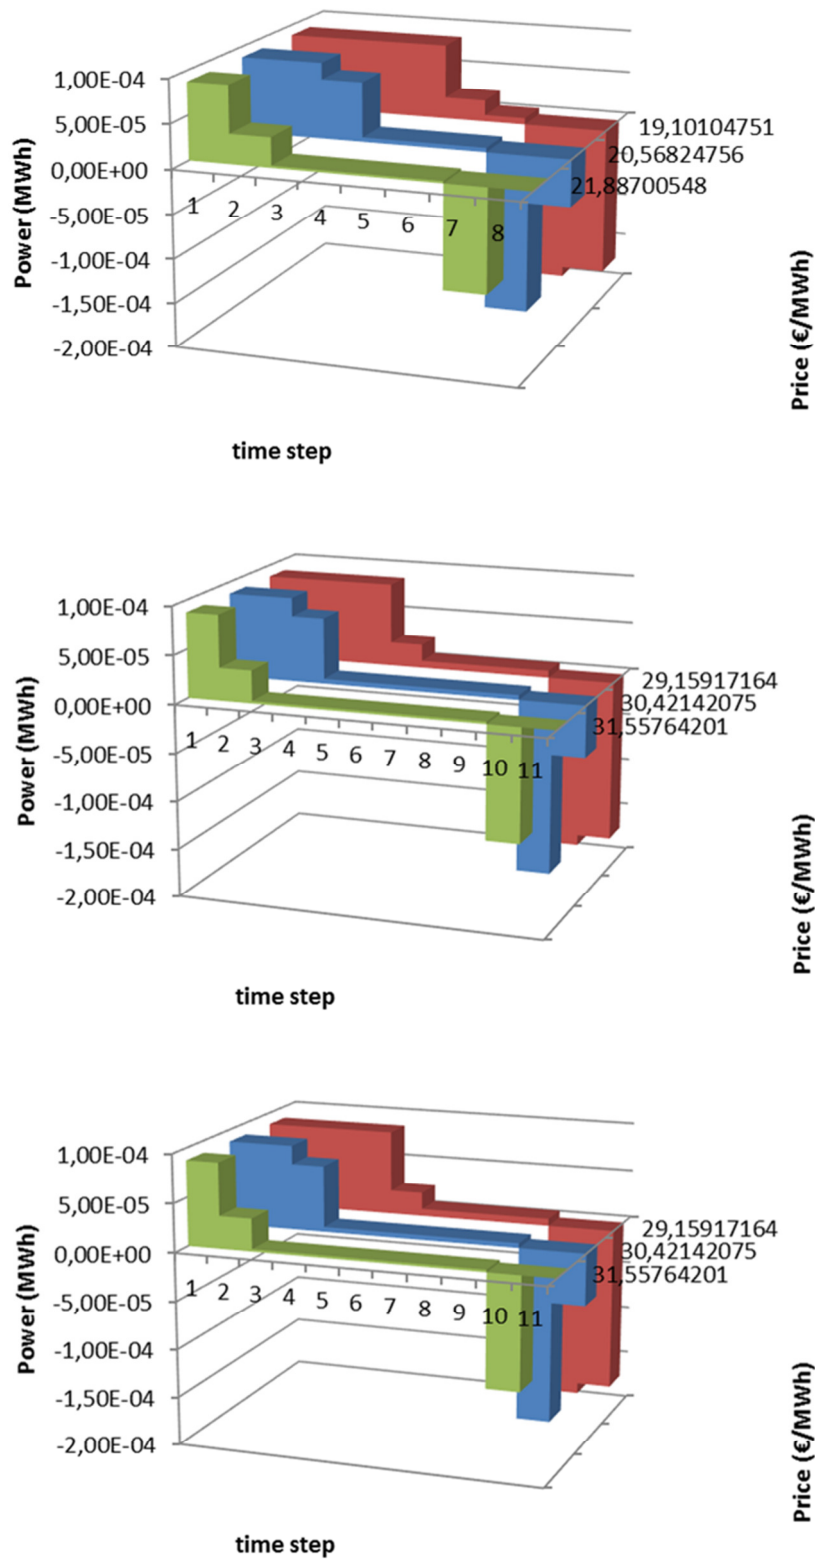 1,00E-04
5,00E-05
0,00E+00
-5,00E-05
-1,00E-04
-1,50E-04
-2,00E-04
Power (MWh)
1 2 3 4 5 6 7 8
19,10104751
20,56824756
21,88700548
Price (€/MWh)
time step
1,00E-04
5,00E-05
0,00E+00
-5,00E-05
-1,00E-04
-1,50E-04
-2,00E-04
Power (MWh)
1 2 3 4 5 6 7 8 9 10 11
29,15917164
30,42142075
31,55764201
Price (€/MWh)
time step
1,00E-04
5,00E-05
0,00E+00
-5,00E-05
-1,00E-04
-1,50E-04
-2,00E-04
Power (MWh)
1 2 3 4 5 6 7 8 9 10 11
29,15917164
30,42142075
31,55764201
Price (€/MWh)
time step